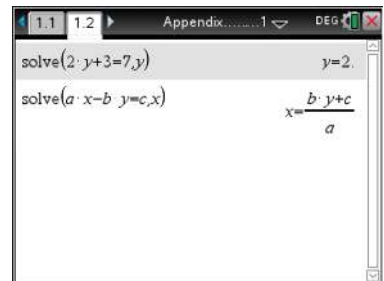 1.1 1.2 Appendix.........1 DEG
solve(2· y+3=7,y) y=2.
solve(a· x−b· y=c,x) x=b· y+c
a